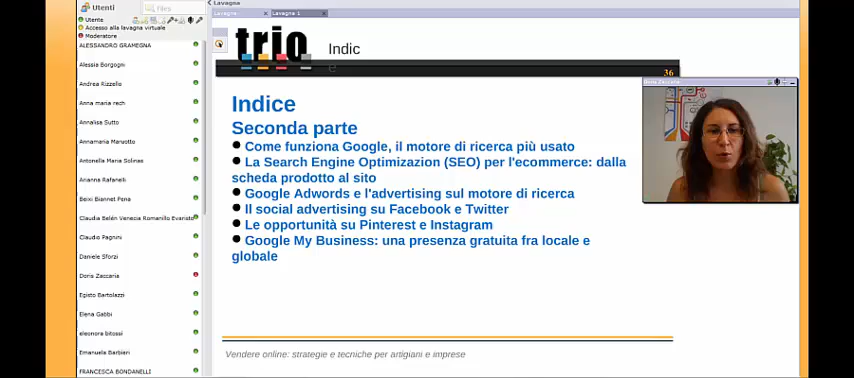 Lavagna
Utenti
Files
Lavagna
Lavagna 1
Utente
Accesso alla lavagna virtuale
Moderatore
ALESSANDRO GRAMEGNA
Alessia Borgogni
Andrea Rizzello
Anna maria rech
Annalisa Sutto
Annamaria Maruotto
Antonella Maria Solinas
Arianna Rafanelli
Beixi Biannet Pena
Claudia Belén Venecia Romanillo Evaristo
Claudio Pagnini
Daniele Sforzi
Doris Zaccaria
Egisto Bartolazzi
Elena Gabbi
eleonora bitossi
Emanuela Barbieri
FRANCESCA BONDANELLI
trio
Indic
e
36
Doris Zaccaria
Indice
Seconda parte
● Come funziona Google, il motore di ricerca più usato
● La Search Engine Optimizazion (SEO) per l'ecommerce: dalla
scheda prodotto al sito
● Google Adwords e l'advertising sul motore di ricerca
● Il social advertising su Facebook e Twitter
● Le opportunità su Pinterest e Instagram
● Google My Business: una presenza gratuita fra locale e
globale
Vendere online: strategie e tecniche per artigiani e imprese